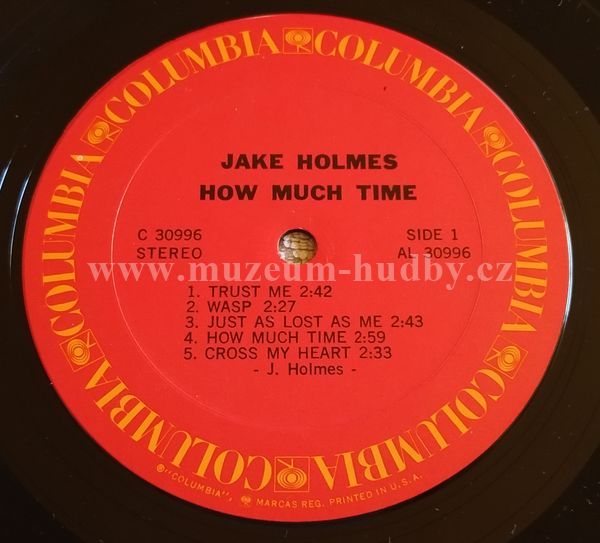 COLUMBIA COLUMBIA COLUMBIA COLUMBIA COLUMBIA COLUMBIA
JAKE HOLMES
HOW MUCH TIME
C 30996 SIDE 1
STEREO AL 30996
www.muzeum-hudby.cz
1. TRUST ME 2:42
2. WASP 2:27
3. JUST AS LOST AS ME 2:43
4. HOW MUCH TIME 2:59
5. CROSS MY HEART 2:33
- J. Holmes -
®"COLUMBIA", MARCAS REG. PRINTED IN U.S.A.